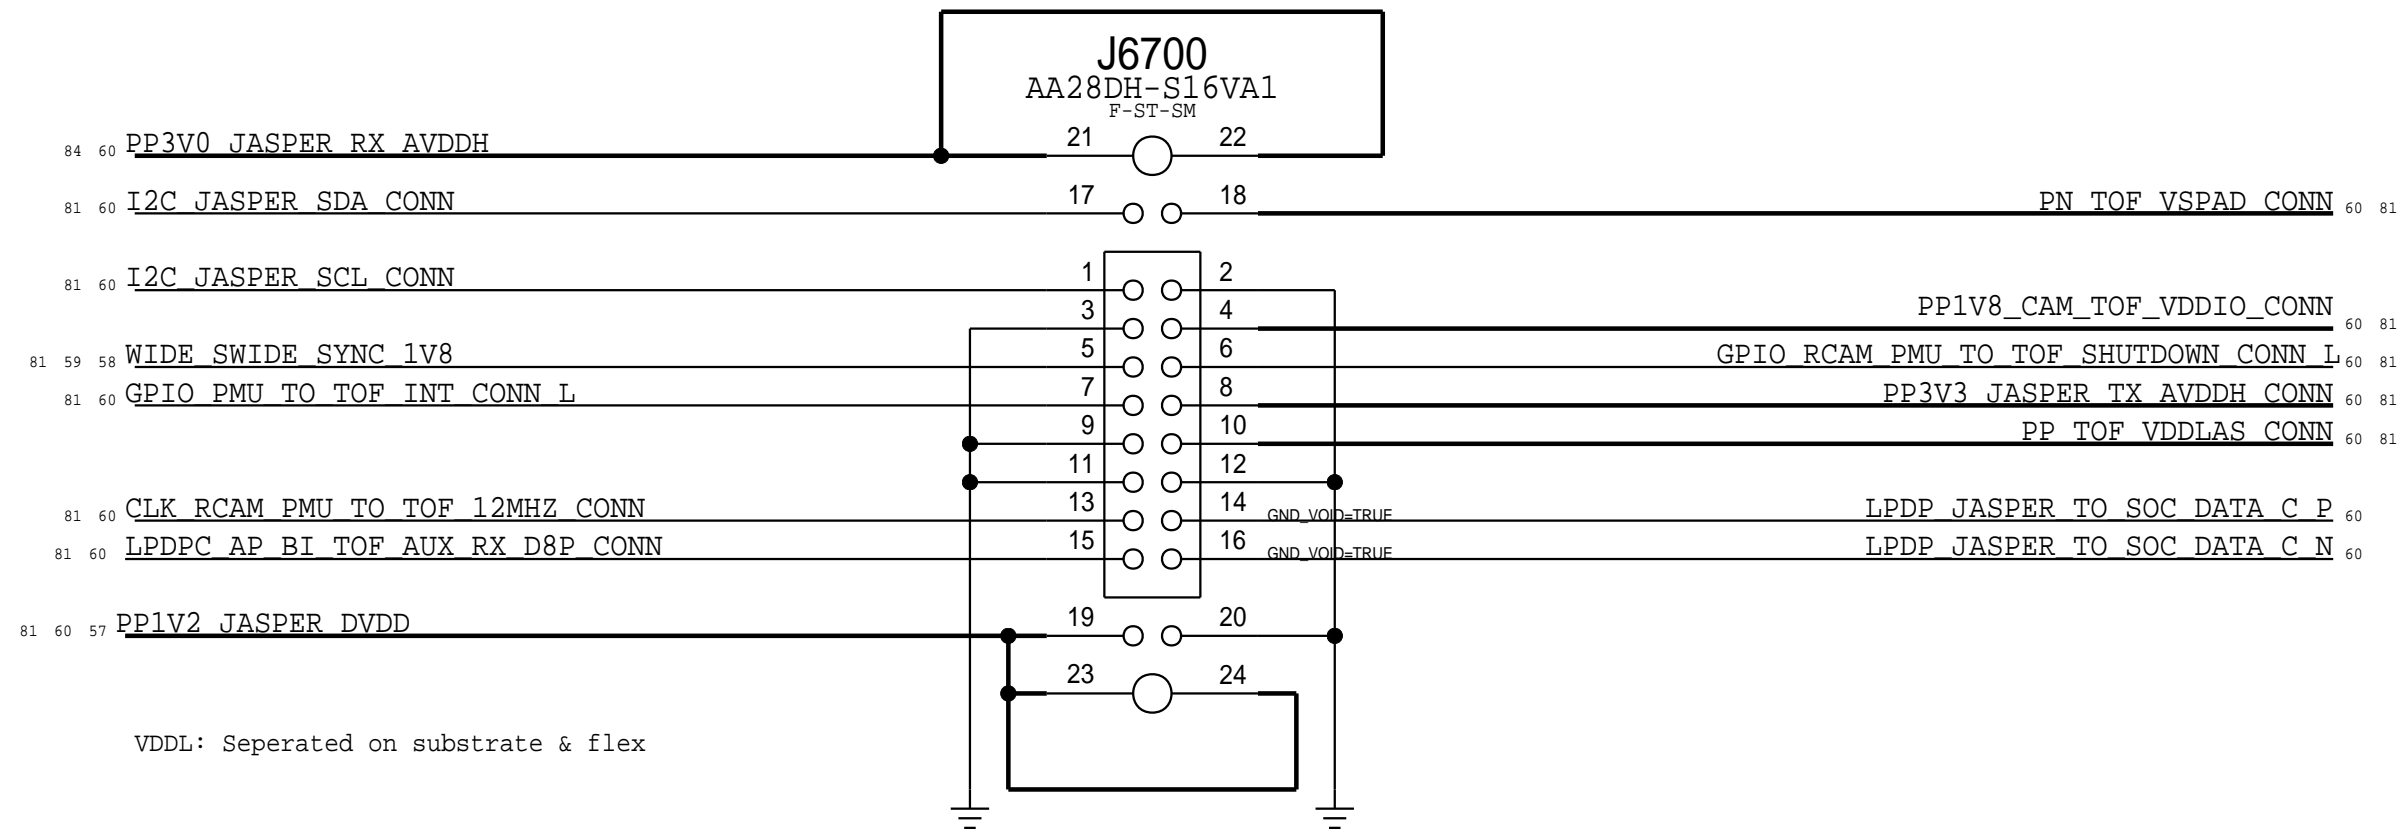 J6700
AA28DH-S16VA1
F-ST-SM
84 60 PP3V0_JASPER_RX_AVDDH 21 22
81 60 I2C_JASPER_SDA_CONN 17 18 PN_TOF_VSPAD_CONN 60 81
81 60 I2C_JASPER_SCL_CONN 1 2
3 4 PP1V8_CAM_TOF_VDDIO_CONN 60 81
81 59 58 WIDE_SWIDE_SYNC_1V8 5 6 GPIO_RCAM_PMU_TO_TOF_SHUTDOWN_CONN_L 60 81
81 60 GPIO_PMU_TO_TOF_INT_CONN_L 7 8 PP3V3_JASPER_TX_AVDDH_CONN 60 81
9 10 PP_TOF_VDDLAS_CONN 60 81
11 12
81 60 CLK_RCAM_PMU_TO_TOF_12MHZ_CONN 13 14 GND_VOID=TRUE LPDP_JASPER_TO_SOC_DATA_C_P 60
81 60 LPDPC_AP_BI_TOF_AUX_RX_D8P_CONN 15 16 GND_VOID=TRUE LPDP_JASPER_TO_SOC_DATA_C_N 60
81 60 57 PP1V2_JASPER_DVDD 19 20
23 24
VDDL: Seperated on substrate & flex